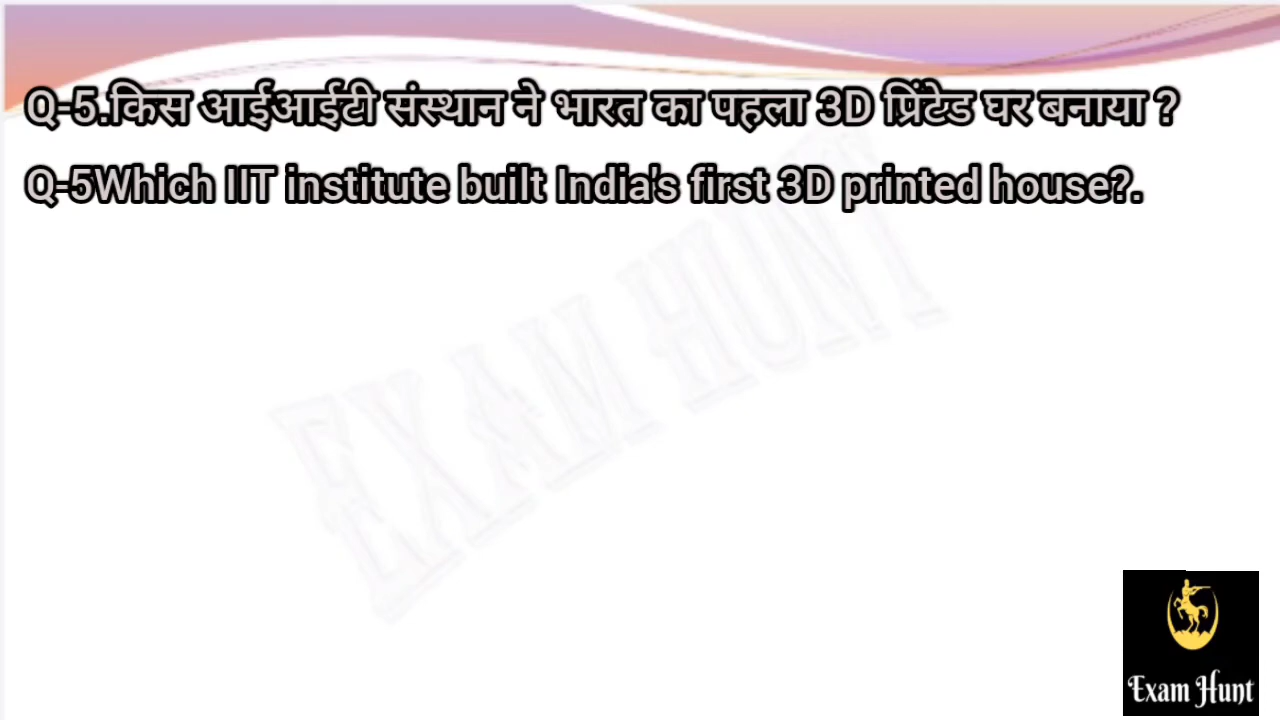 Q-5.किस आईआईटी संस्थान ने भारत का पहला 3D प्रिंटेड घर बनाया ?
Q-5Which IIT institute built India's first 3D printed house?.
EXAM HUNT
Exam Hunt